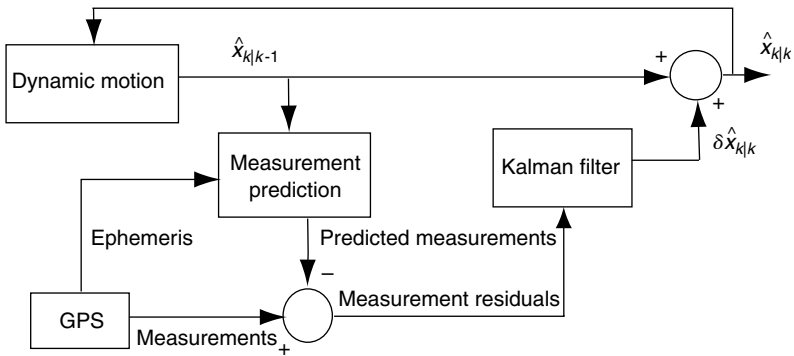 x̂k|k-1
x̂k|k
Dynamic motion
+
+
δx̂k|k
Measurement
prediction
Kalman filter
Ephemeris
Predicted measurements
–
Measurement residuals
GPS
Measurements
+